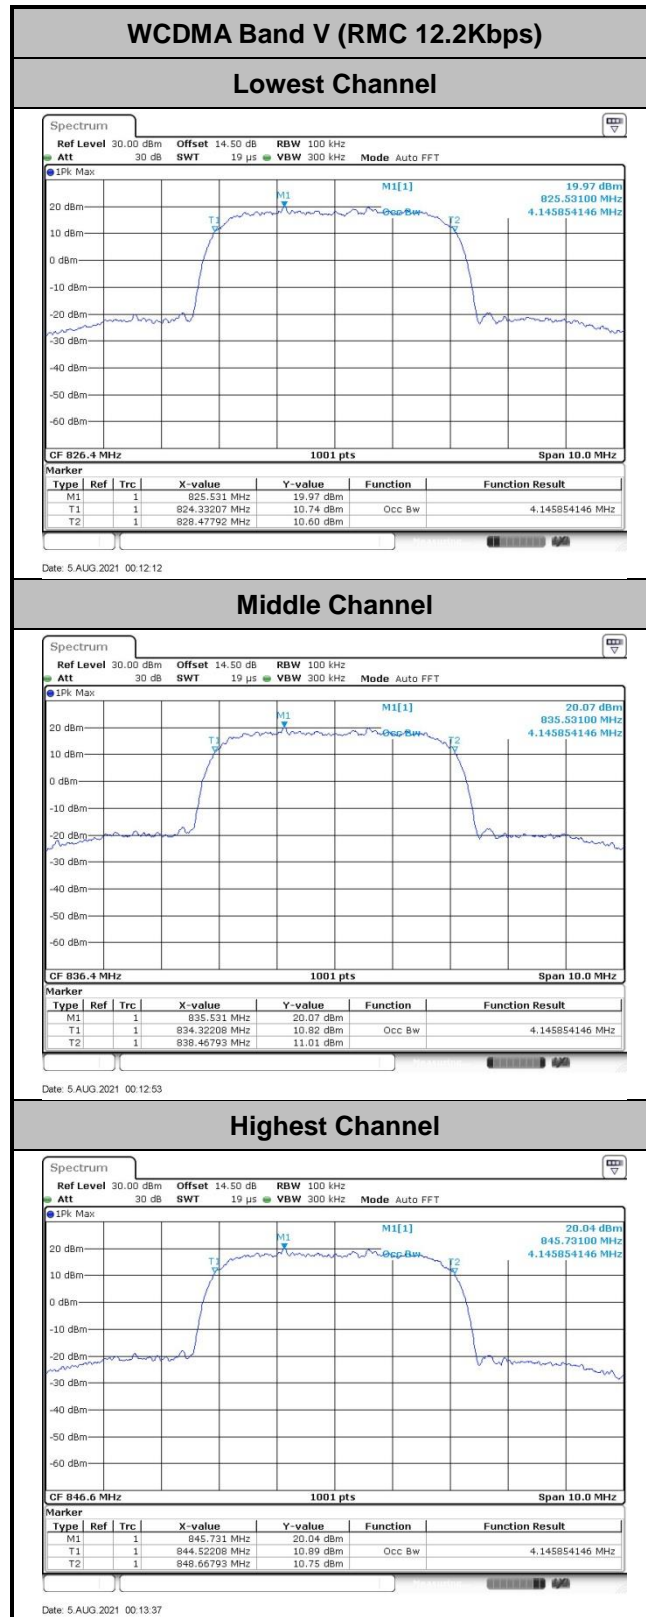 WCDMA Band V (RMC 12.2Kbps)
Lowest Channel
Spectrum
Ref Level 30.00 dBm Offset 14.50 dB RBW 100 kHz
Att 30 dB SWT 19 µs VBW 300 kHz Mode Auto FFT
1Pk Max
M1[1] 19.97 dBm
825.53100 MHz
Occ Bw 4.145854146 MHz
M1
T1
T2
20 dBm
10 dBm
0 dBm
-10 dBm
-20 dBm
-30 dBm
-40 dBm
-50 dBm
-60 dBm
CF 826.4 MHz 1001 pts Span 10.0 MHz
Marker
Type Ref Trc X-value Y-value Function Function Result
M1 1 825.531 MHz 19.97 dBm
T1 1 824.33207 MHz 10.74 dBm Occ Bw 4.145854146 MHz
T2 1 828.47792 MHz 10.60 dBm
Date: 5.AUG.2021 00:12:12
Middle Channel
Spectrum
Ref Level 30.00 dBm Offset 14.50 dB RBW 100 kHz
Att 30 dB SWT 19 µs VBW 300 kHz Mode Auto FFT
1Pk Max
M1[1] 20.07 dBm
835.53100 MHz
Occ Bw 4.145854146 MHz
M1
T1
T2
20 dBm
10 dBm
0 dBm
-10 dBm
-20 dBm
-30 dBm
-40 dBm
-50 dBm
-60 dBm
CF 836.4 MHz 1001 pts Span 10.0 MHz
Marker
Type Ref Trc X-value Y-value Function Function Result
M1 1 835.531 MHz 20.07 dBm
T1 1 834.32208 MHz 10.82 dBm Occ Bw 4.145854146 MHz
T2 1 838.46793 MHz 11.01 dBm
Date: 5.AUG.2021 00:12:53
Highest Channel
Spectrum
Ref Level 30.00 dBm Offset 14.50 dB RBW 100 kHz
Att 30 dB SWT 19 µs VBW 300 kHz Mode Auto FFT
1Pk Max
M1[1] 20.04 dBm
845.73100 MHz
Occ Bw 4.145854146 MHz
M1
T1
T2
20 dBm
10 dBm
0 dBm
-10 dBm
-20 dBm
-30 dBm
-40 dBm
-50 dBm
-60 dBm
CF 846.6 MHz 1001 pts Span 10.0 MHz
Marker
Type Ref Trc X-value Y-value Function Function Result
M1 1 845.731 MHz 20.04 dBm
T1 1 844.52208 MHz 10.89 dBm Occ Bw 4.145854146 MHz
T2 1 848.66793 MHz 10.75 dBm
Date: 5.AUG.2021 00:13:37